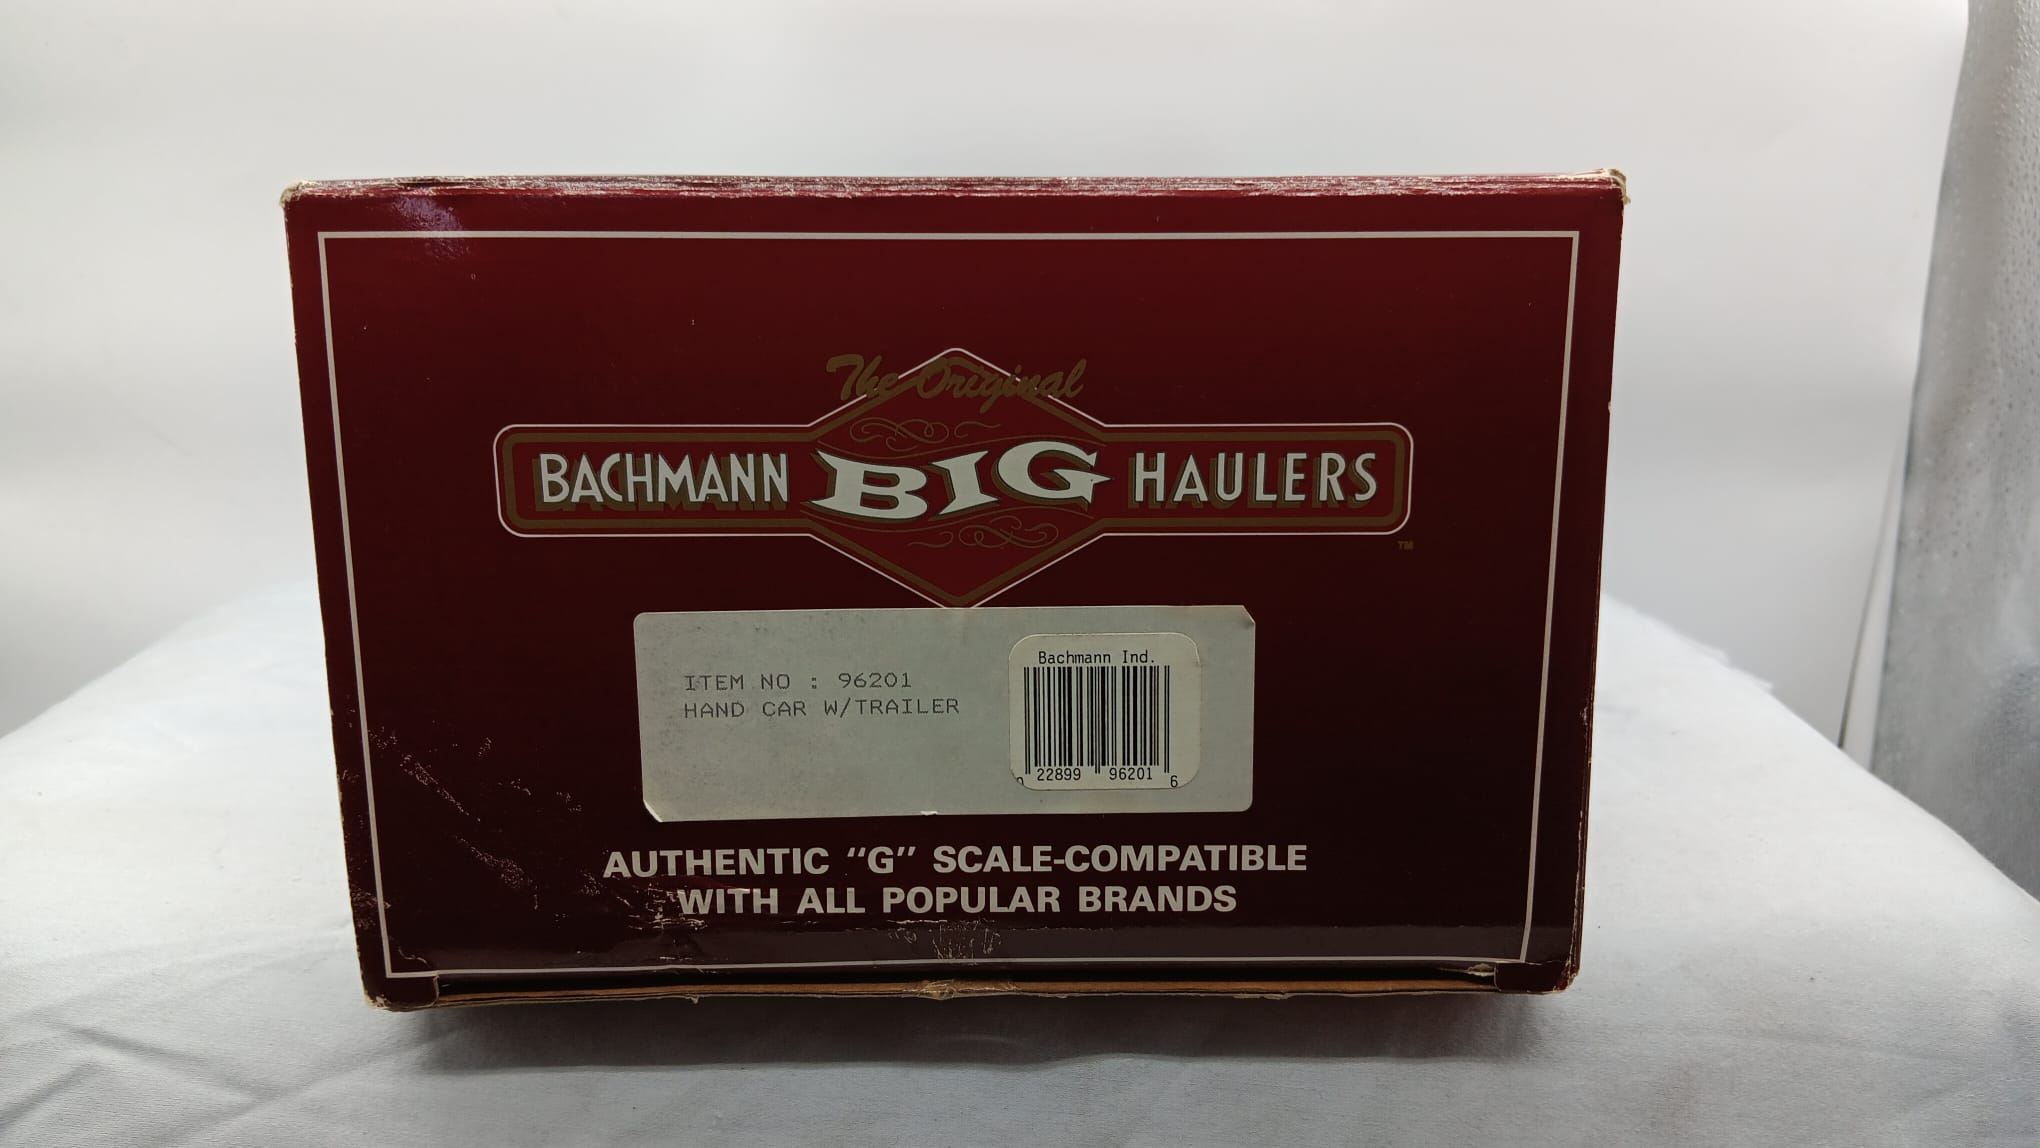 The Original
BACHMANN BIG HAULERS
TM
ITEM NO : 96201
HAND CAR W/TRAILER
Bachmann Ind.
0 22899 96201 6
AUTHENTIC "G" SCALE-COMPATIBLE
WITH ALL POPULAR BRANDS